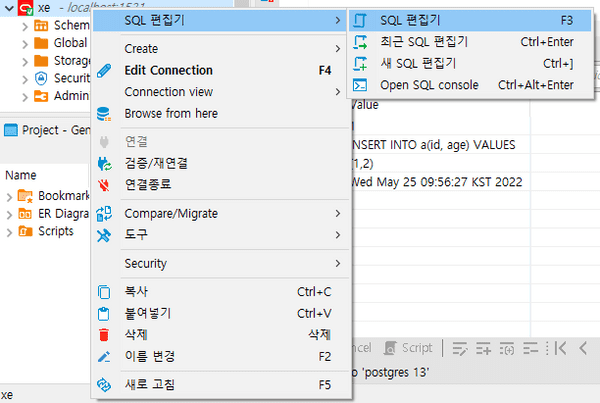 xe - localhost:1521
Schem
Global
Storag
Securit
Admin
Project - Gen
Name
Bookmark
ER Diagra
Scripts
xe
SQL 편집기
Create
Edit Connection F4
Connection view
Browse from here
연결
검증/재연결
연결종료
Compare/Migrate
도구
Security
복사 Ctrl+C
붙여넣기 Ctrl+V
삭제 삭제
이름 변경 F2
새로 고침 F5
SQL 편집기 F3
최근 SQL 편집기 Ctrl+Enter
새 SQL 편집기 Ctrl+]
Open SQL console Ctrl+Alt+Enter
Value
INSERT INTO a(id, age) VALUES
(1,2)
Wed May 25 09:56:27 KST 2022
ncel Script
o 'postgres 13'